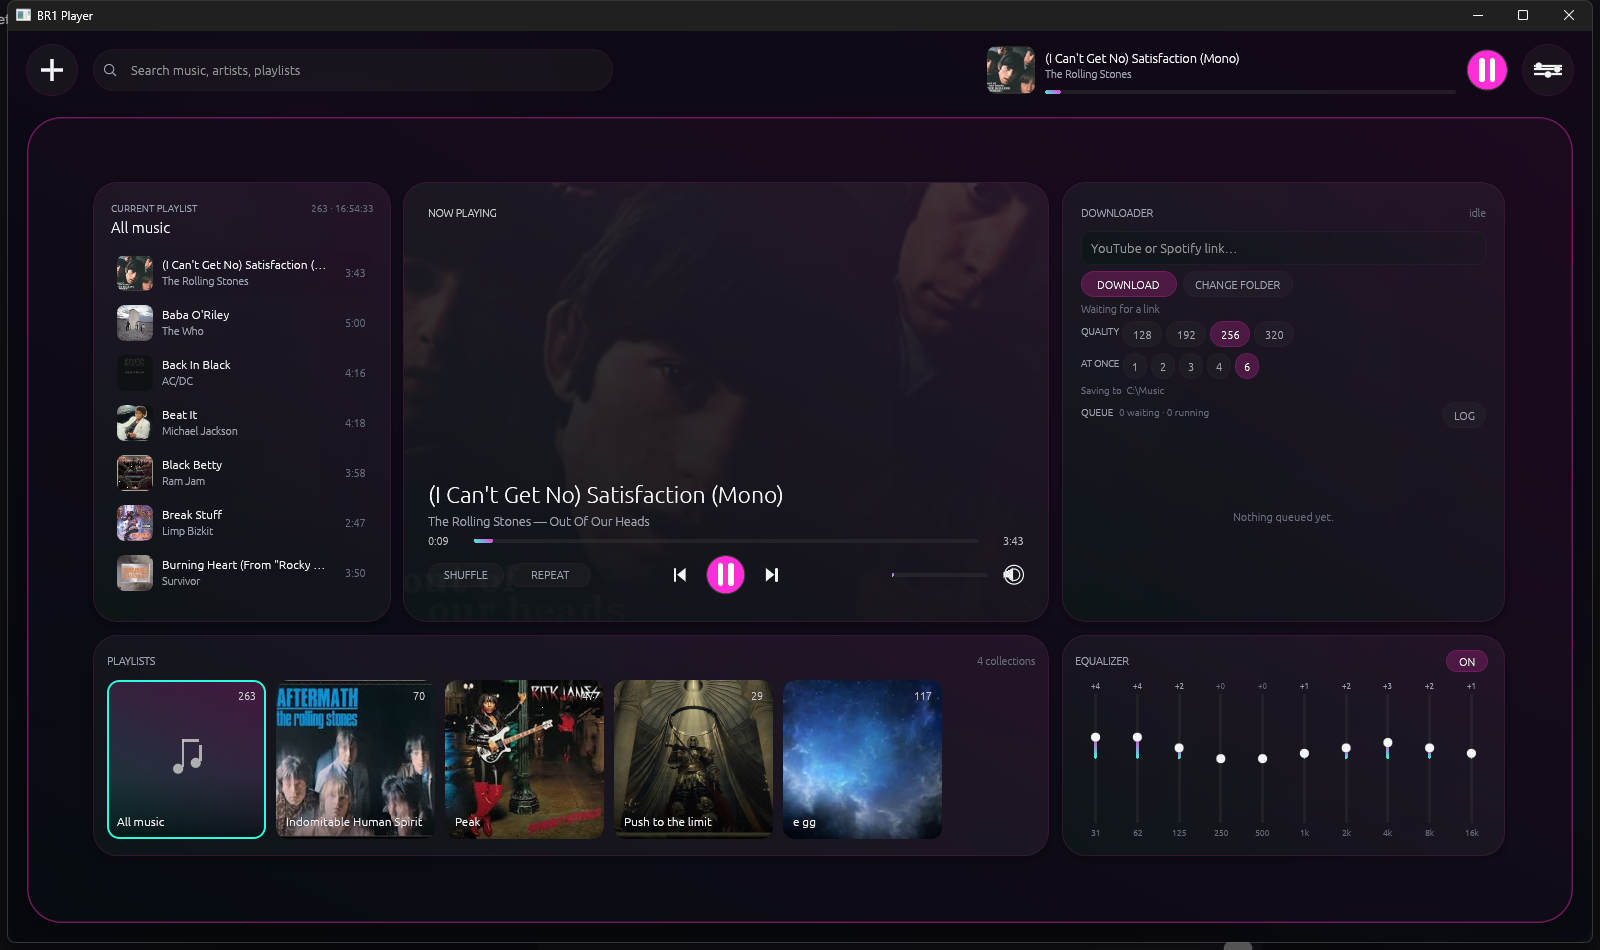 BR1 Player
Search music, artists, playlists
(I Can't Get No) Satisfaction (Mono)
The Rolling Stones
CURRENT PLAYLIST
263 · 16:54:33
All music
(I Can't Get No) Satisfaction (...
The Rolling Stones
3:43
Baba O'Riley
The Who
5:00
Back In Black
AC/DC
4:16
Beat It
Michael Jackson
4:18
Black Betty
Ram Jam
3:58
Break Stuff
Limp Bizkit
2:47
Burning Heart (From "Rocky ...
Survivor
3:50
NOW PLAYING
(I Can't Get No) Satisfaction (Mono)
The Rolling Stones — Out Of Our Heads
0:09
3:43
SHUFFLE
REPEAT
out of
our heads
DOWNLOADER
idle
YouTube or Spotify link...
DOWNLOAD
CHANGE FOLDER
Waiting for a link
QUALITY 128 192 256 320
AT ONCE 1 2 3 4 6
Saving to C:\Music
QUEUE 0 waiting · 0 running
LOG
Nothing queued yet.
PLAYLISTS
4 collections
263
All music
AFTERMATH
the rolling stones
70
Indomitable Human Spirit
RICK JAMES
Peak
29
Push to the limit
117
e gg
EQUALIZER
ON
+4 +4 +2 +0 +0 +1 +2 +3 +2 +1
31 62 125 250 500 1k 2k 4k 8k 16k